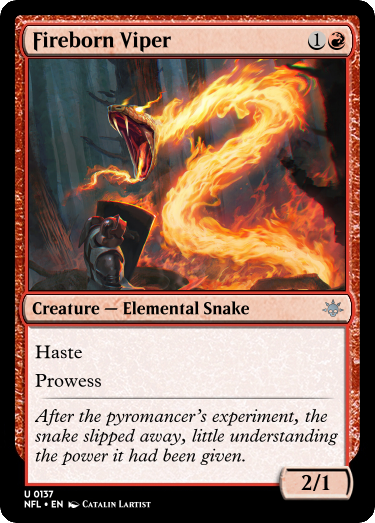 Fireborn Viper 1
Creature — Elemental Snake
Haste
Prowess
After the pyromancer's experiment, the
snake slipped away, little understanding
the power it had been given.
2/1
U 0137
NFL • EN Catalin Lartist